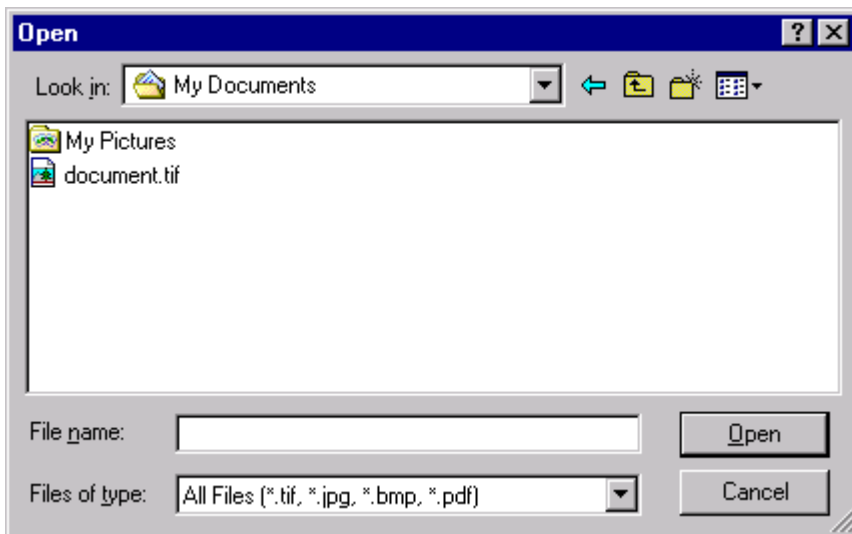 Open
Look in: My Documents
My Pictures
document.tif
File name: Open
Files of type: All Files (*.tif, *.jpg, *.bmp, *.pdf) Cancel